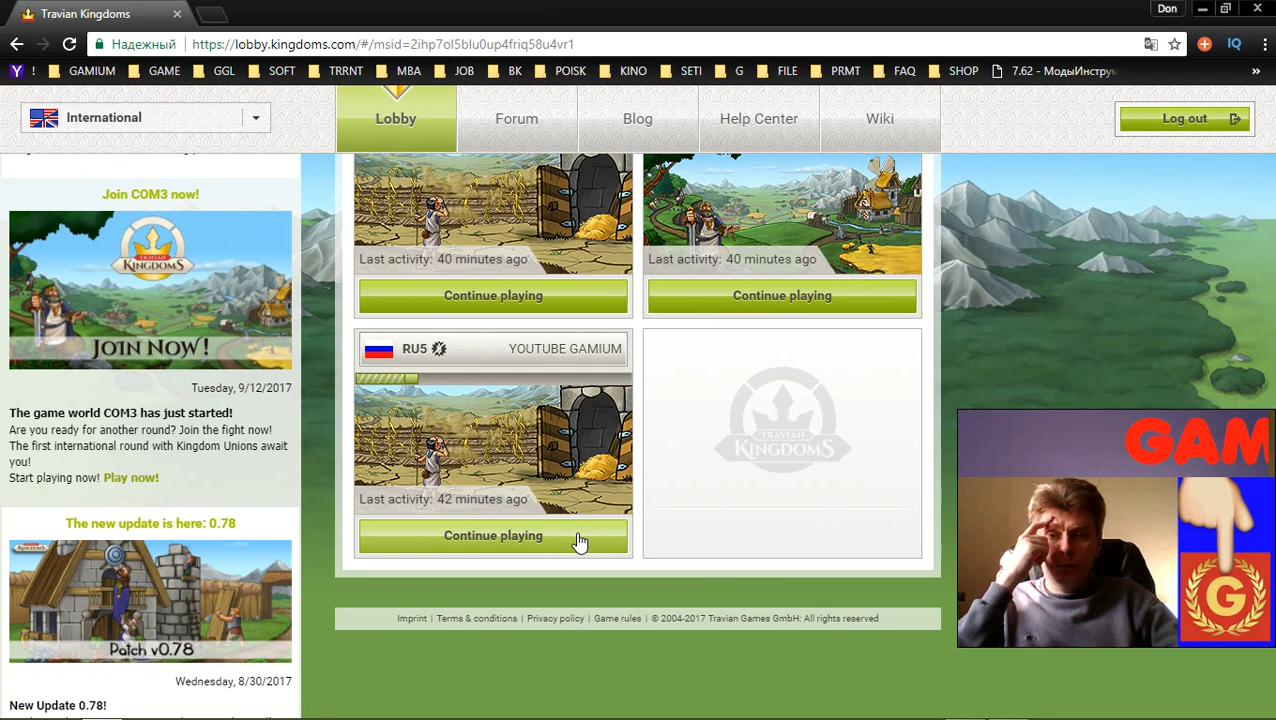 Travian Kingdoms
Don
Надежный
https://lobby.kingdoms.com/#/msid=2ihp7ol5blu0up4friq58u4vr1
IQ
Y
!
GAMIUM
GAME
GGL
SOFT
TRRNT
MBA
JOB
BK
POISK
KINO
SETI
G
FILE
PRMT
FAQ
SHOP
7.62 - МодыИнструм
»
International
Lobby
Forum
Blog
Help Center
Wiki
Log out
Join COM3 now!
TRAVIAN
KINGDOMS
JOIN NOW!
Tuesday, 9/12/2017
The game world COM3 has just started!
Are you ready for another round? Join the fight now!
The first international round with Kingdom Unions await
you!
Start playing now! Play now!
The new update is here: 0.78
Patch v0.78
Wednesday, 8/30/2017
New Update 0.78!
Last activity: 40 minutes ago
Continue playing
Last activity: 40 minutes ago
Continue playing
RU5
YOUTUBE GAMIUM
Last activity: 42 minutes ago
Continue playing
TRAVIAN
KINGDOMS
Imprint | Terms & conditions | Privacy policy | Game rules | © 2004-2017 Travian Games GmbH: All rights reserved
GAM
G